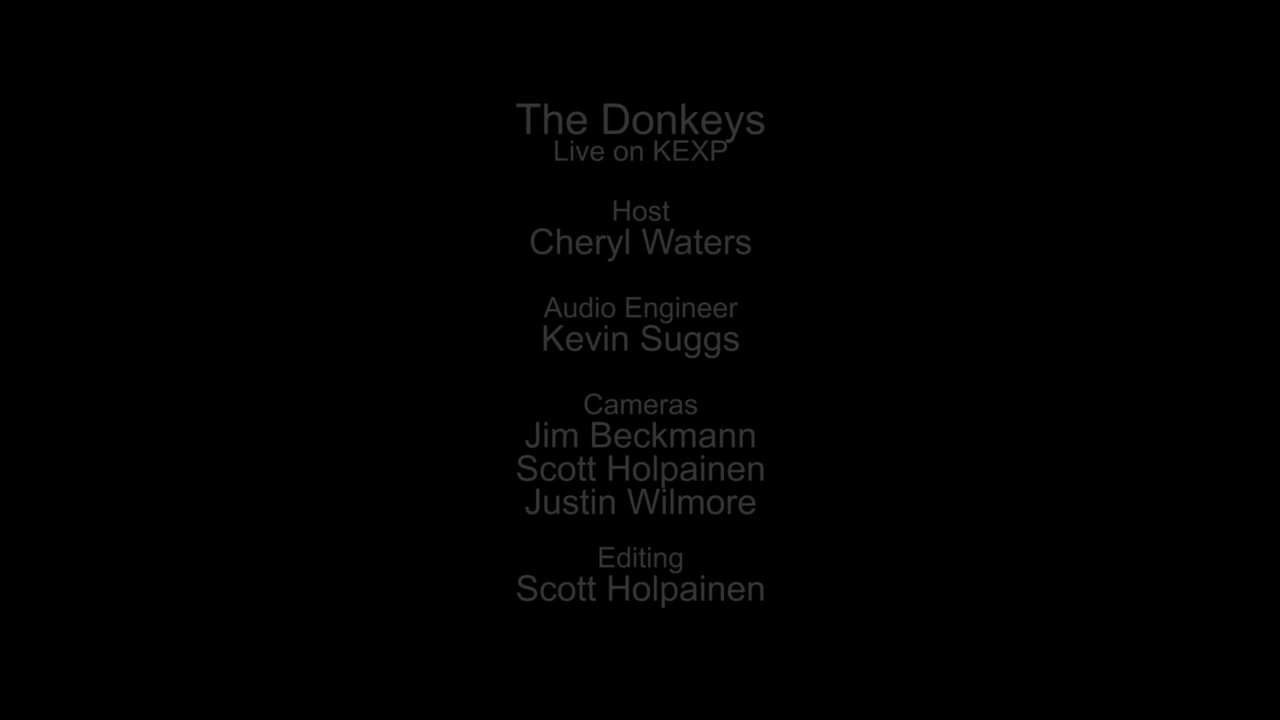 The Donkeys
Live on KEXP
Host
Cheryl Waters
Audio Engineer
Kevin Suggs
Cameras
Jim Beckmann
Scott Holpainen
Justin Wilmore
Editing
Scott Holpainen